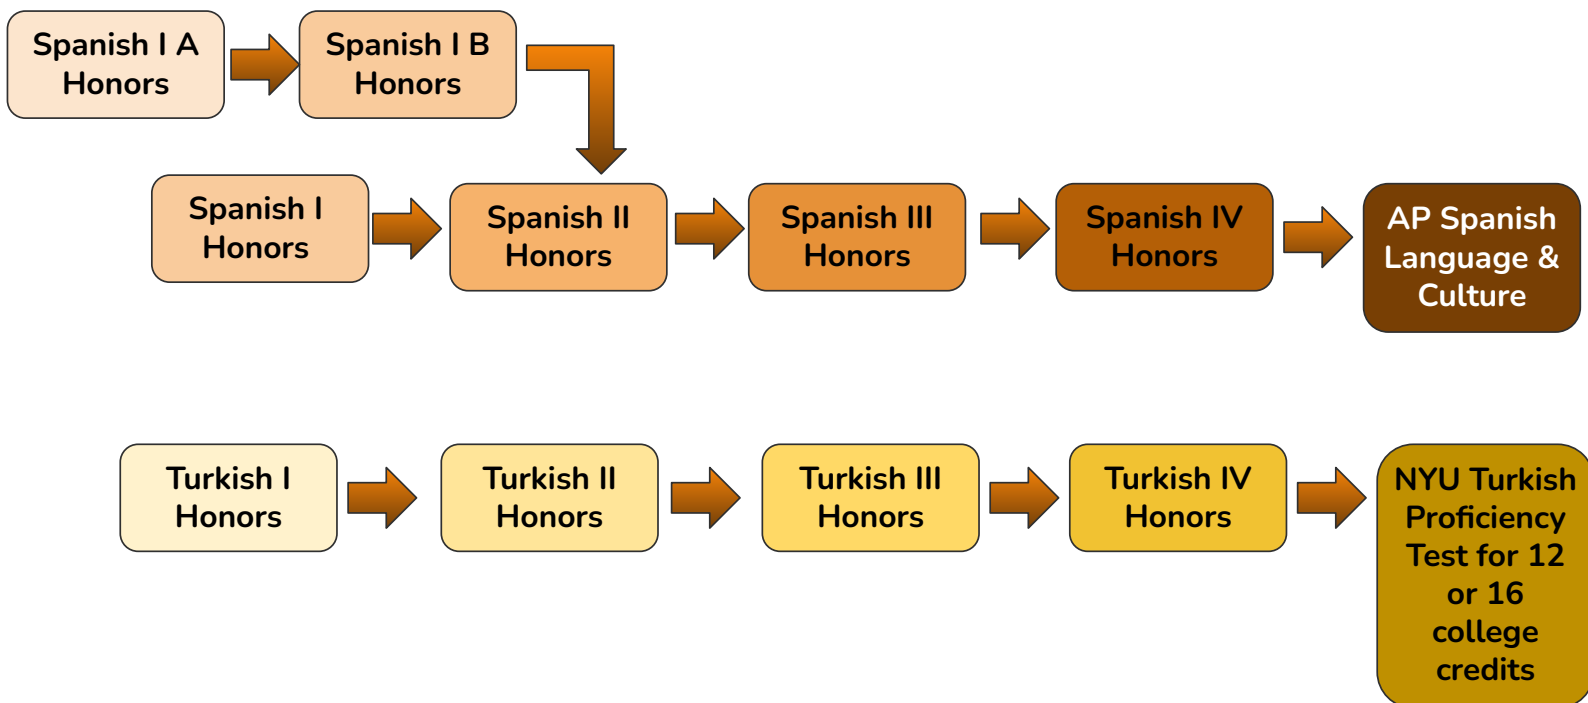 Spanish I A
Honors
Spanish I B
Honors
Spanish I
Honors
Spanish II
Honors
Spanish III
Honors
Spanish IV
Honors
AP Spanish
Language &
Culture
Turkish I
Honors
Turkish II
Honors
Turkish III
Honors
Turkish IV
Honors
NYU Turkish
Proficiency
Test for 12
or 16
college
credits